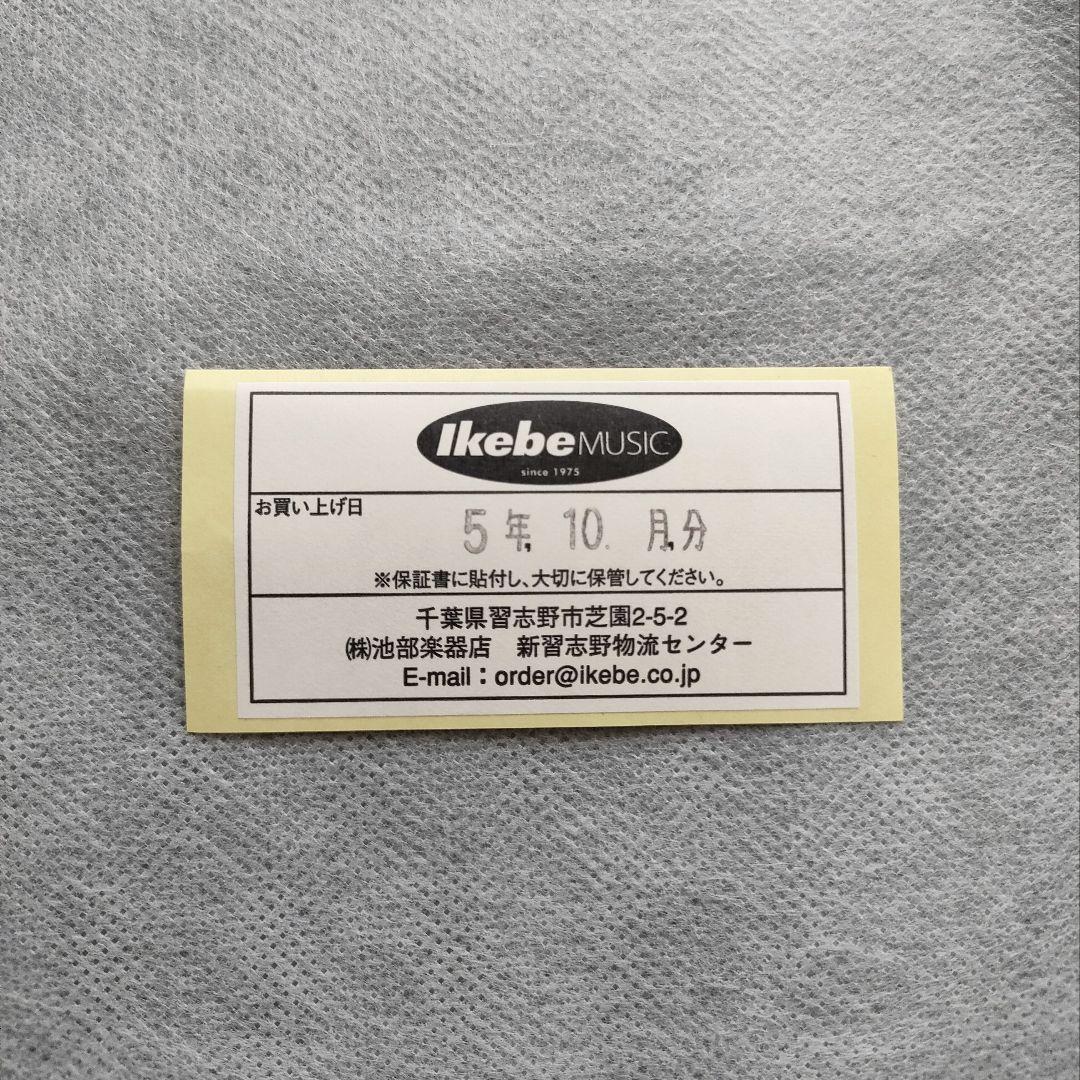 Ikebe MUSIC
since 1975
お買い上げ日
5年, 10. 月,分
※保証書に貼付し、大切に保管してください。
千葉県習志野市芝園2-5-2
㈱池部楽器店　新習志野物流センター
E-mail：order@ikebe.co.jp